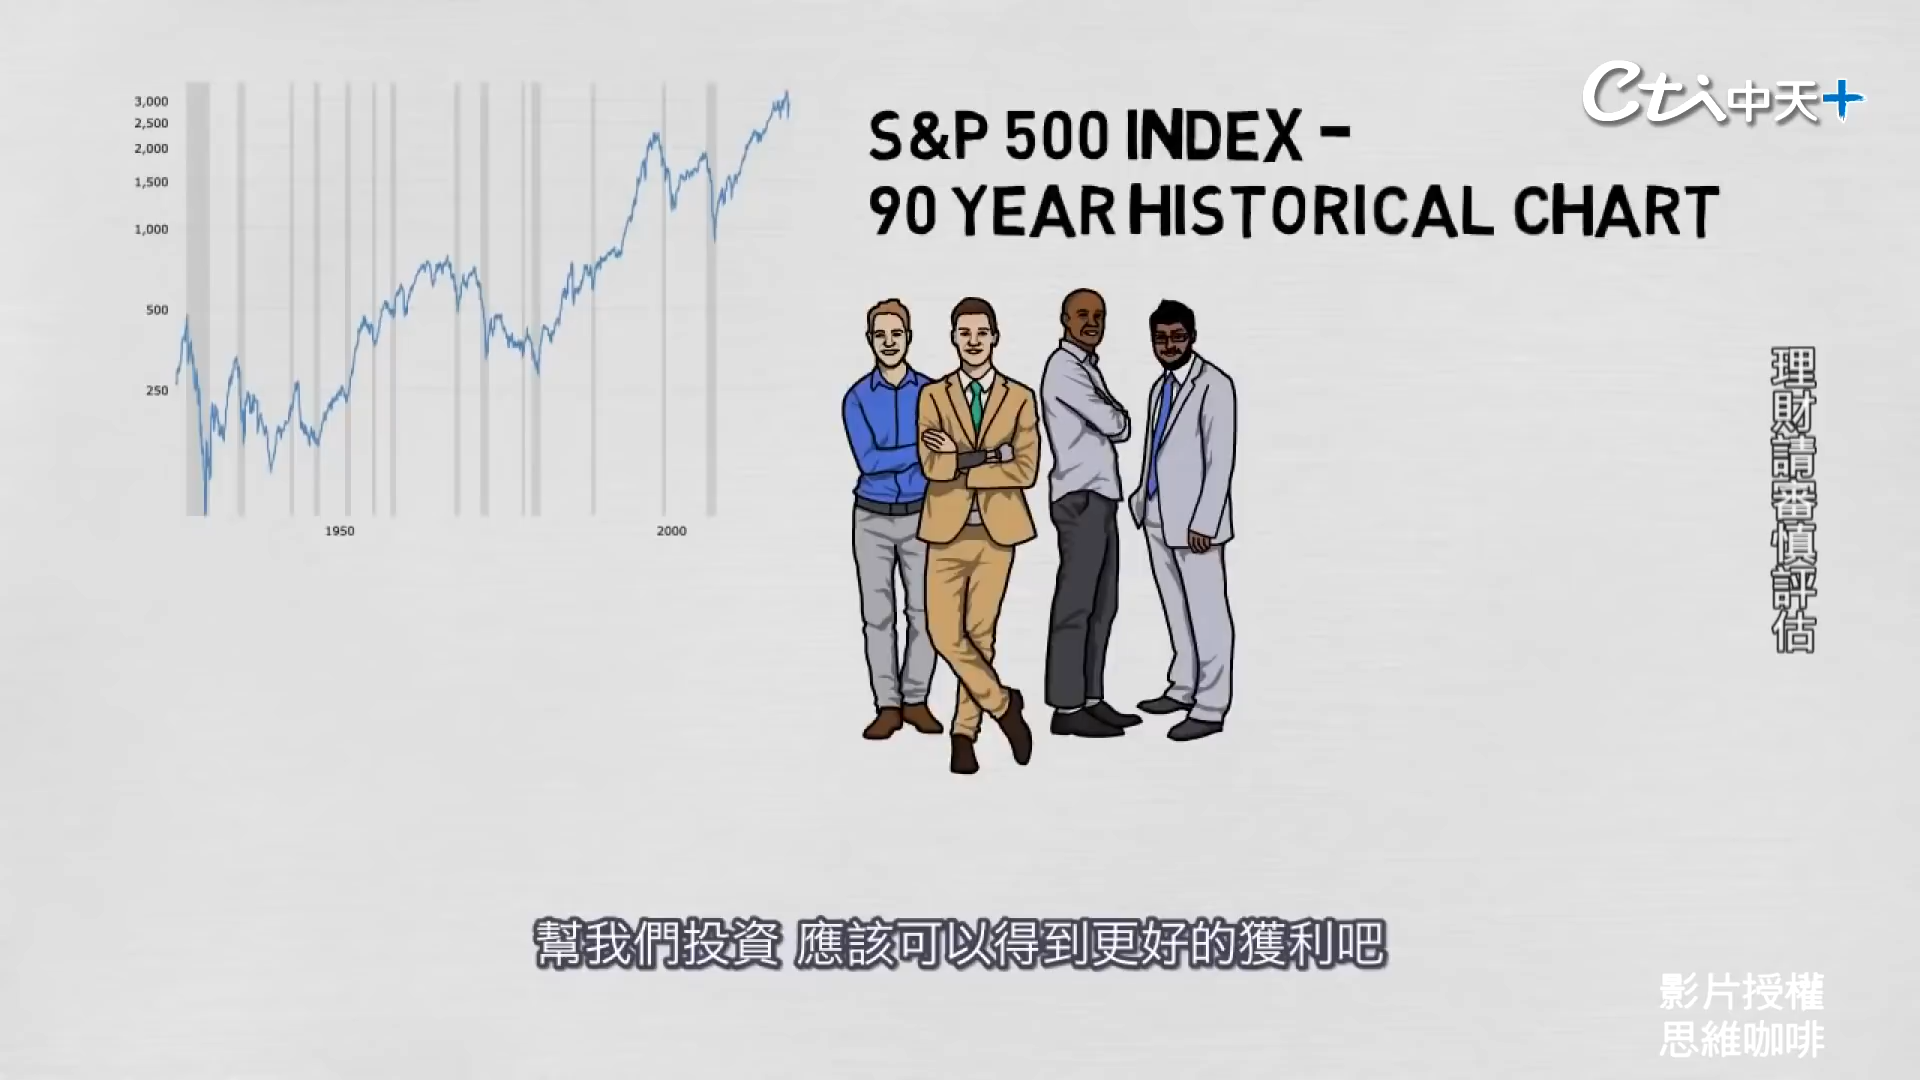 3,000
2,500
2,000
1,500
1,000
500
250
1950
2000
S&P 500 INDEX -
90 YEAR HISTORICAL CHART
Cti中天+
理財請審慎評估
幫我們投資 應該可以得到更好的獲利吧
影片授權
思維咖啡